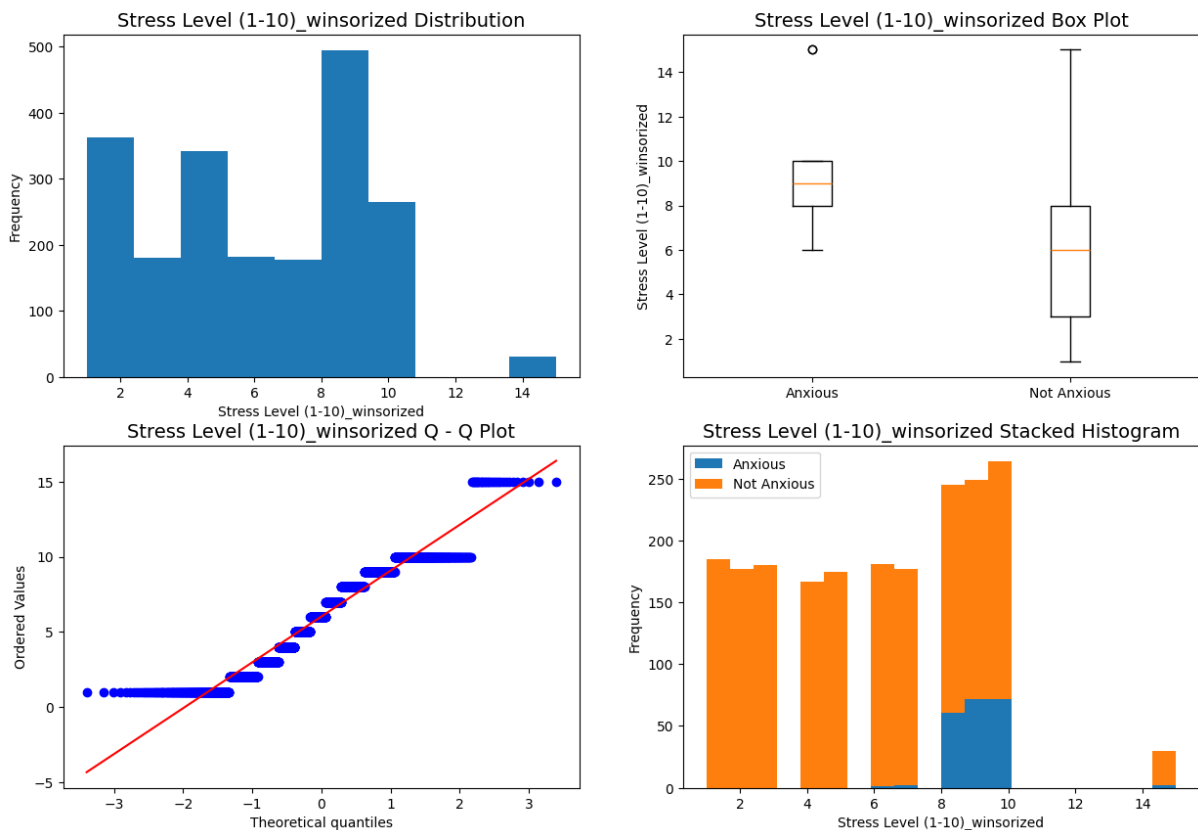 Stress Level (1-10)_winsorized Distribution
500
400
300
200
100
0
Frequency
2 4 6 8 10 12 14
Stress Level (1-10)_winsorized
Stress Level (1-10)_winsorized Box Plot
14
12
10
8
6
4
2
Stress Level (1-10)_winsorized
Anxious Not Anxious
Stress Level (1-10)_winsorized Q - Q Plot
15
10
5
0
−5
Ordered Values
−3 −2 −1 0 1 2 3
Theoretical quantiles
Stress Level (1-10)_winsorized Stacked Histogram
Anxious
Not Anxious
250
200
150
100
50
0
Frequency
2 4 6 8 10 12 14
Stress Level (1-10)_winsorized